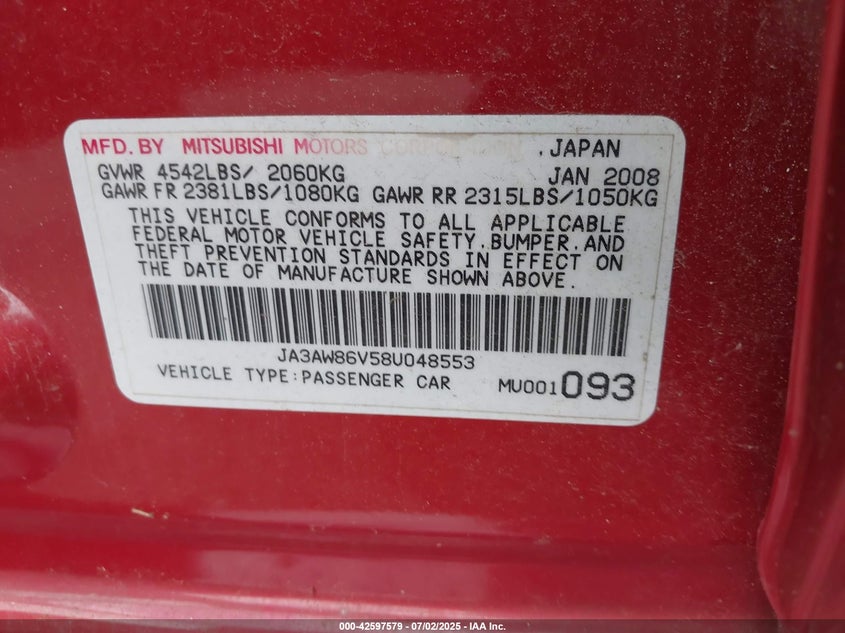 MFD. BY MITSUBISHI MOTORS CORPORATION, JAPAN
GVWR 4542LBS/ 2060KG JAN 2008
GAWR FR 2381LBS/1080KG GAWR RR 2315LBS/1050KG
THIS VEHICLE CONFORMS TO ALL APPLICABLE
FEDERAL MOTOR VEHICLE SAFETY, BUMPER, AND
THEFT PREVENTION STANDARDS IN EFFECT ON
THE DATE OF MANUFACTURE SHOWN ABOVE.
JA3AW86V58U048553
VEHICLE TYPE:PASSENGER CAR MU001093
000-42597579 | 07/02/2025 | IAA Inc.